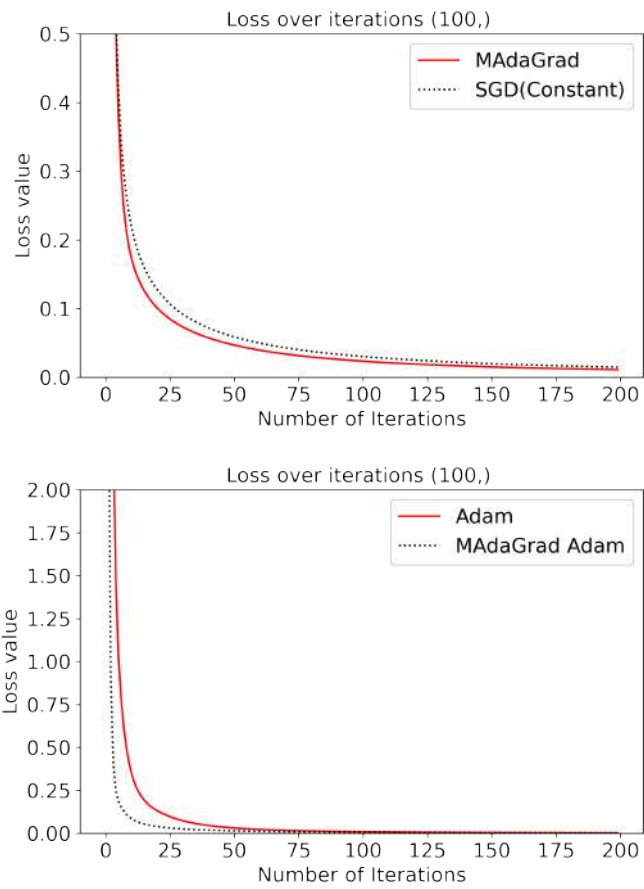 Loss over iterations (100,)
MAdaGrad
SGD(Constant)
Loss value
0.5
0.4
0.3
0.2
0.1
0.0
0 25 50 75 100 125 150 175 200
Number of Iterations
Loss over iterations (100,)
Adam
MAdaGrad Adam
Loss value
2.00
1.75
1.50
1.25
1.00
0.75
0.50
0.25
0.00
0 25 50 75 100 125 150 175 200
Number of Iterations